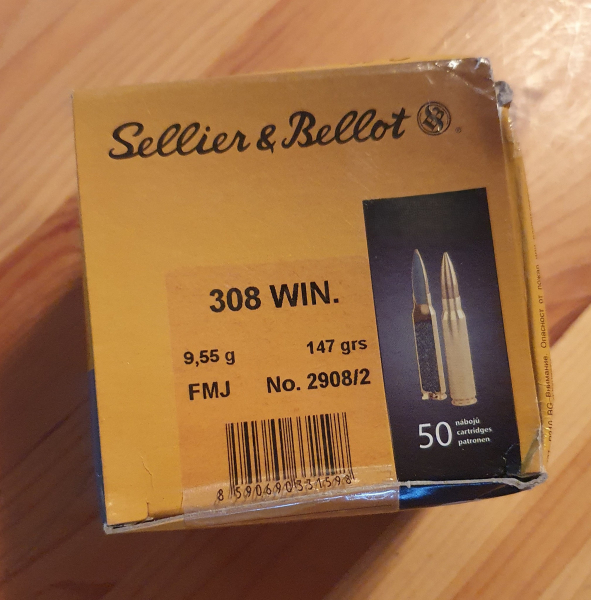 Sellier & Bellot
308 WIN.
9,55 g 147 grs
FMJ No. 2908/2
50 nábojů
cartridges
patronen
8 590690 331598